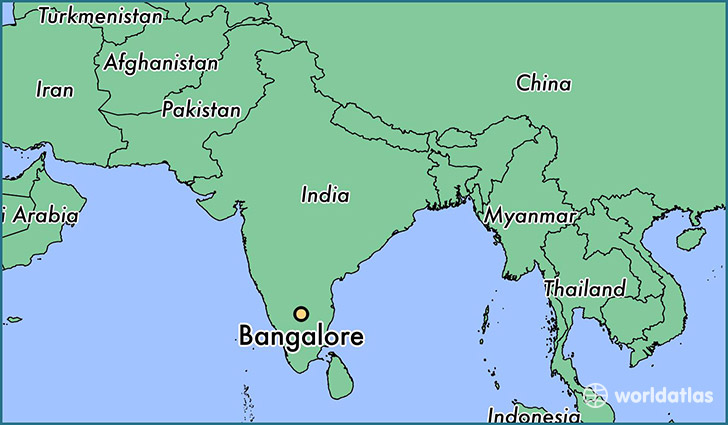 Turkmenistan
Afghanistan
Iran
China
Pakistan
India
i Arabia
Myanmar
Thailand
Bangalore
worldatlas
Indonesia